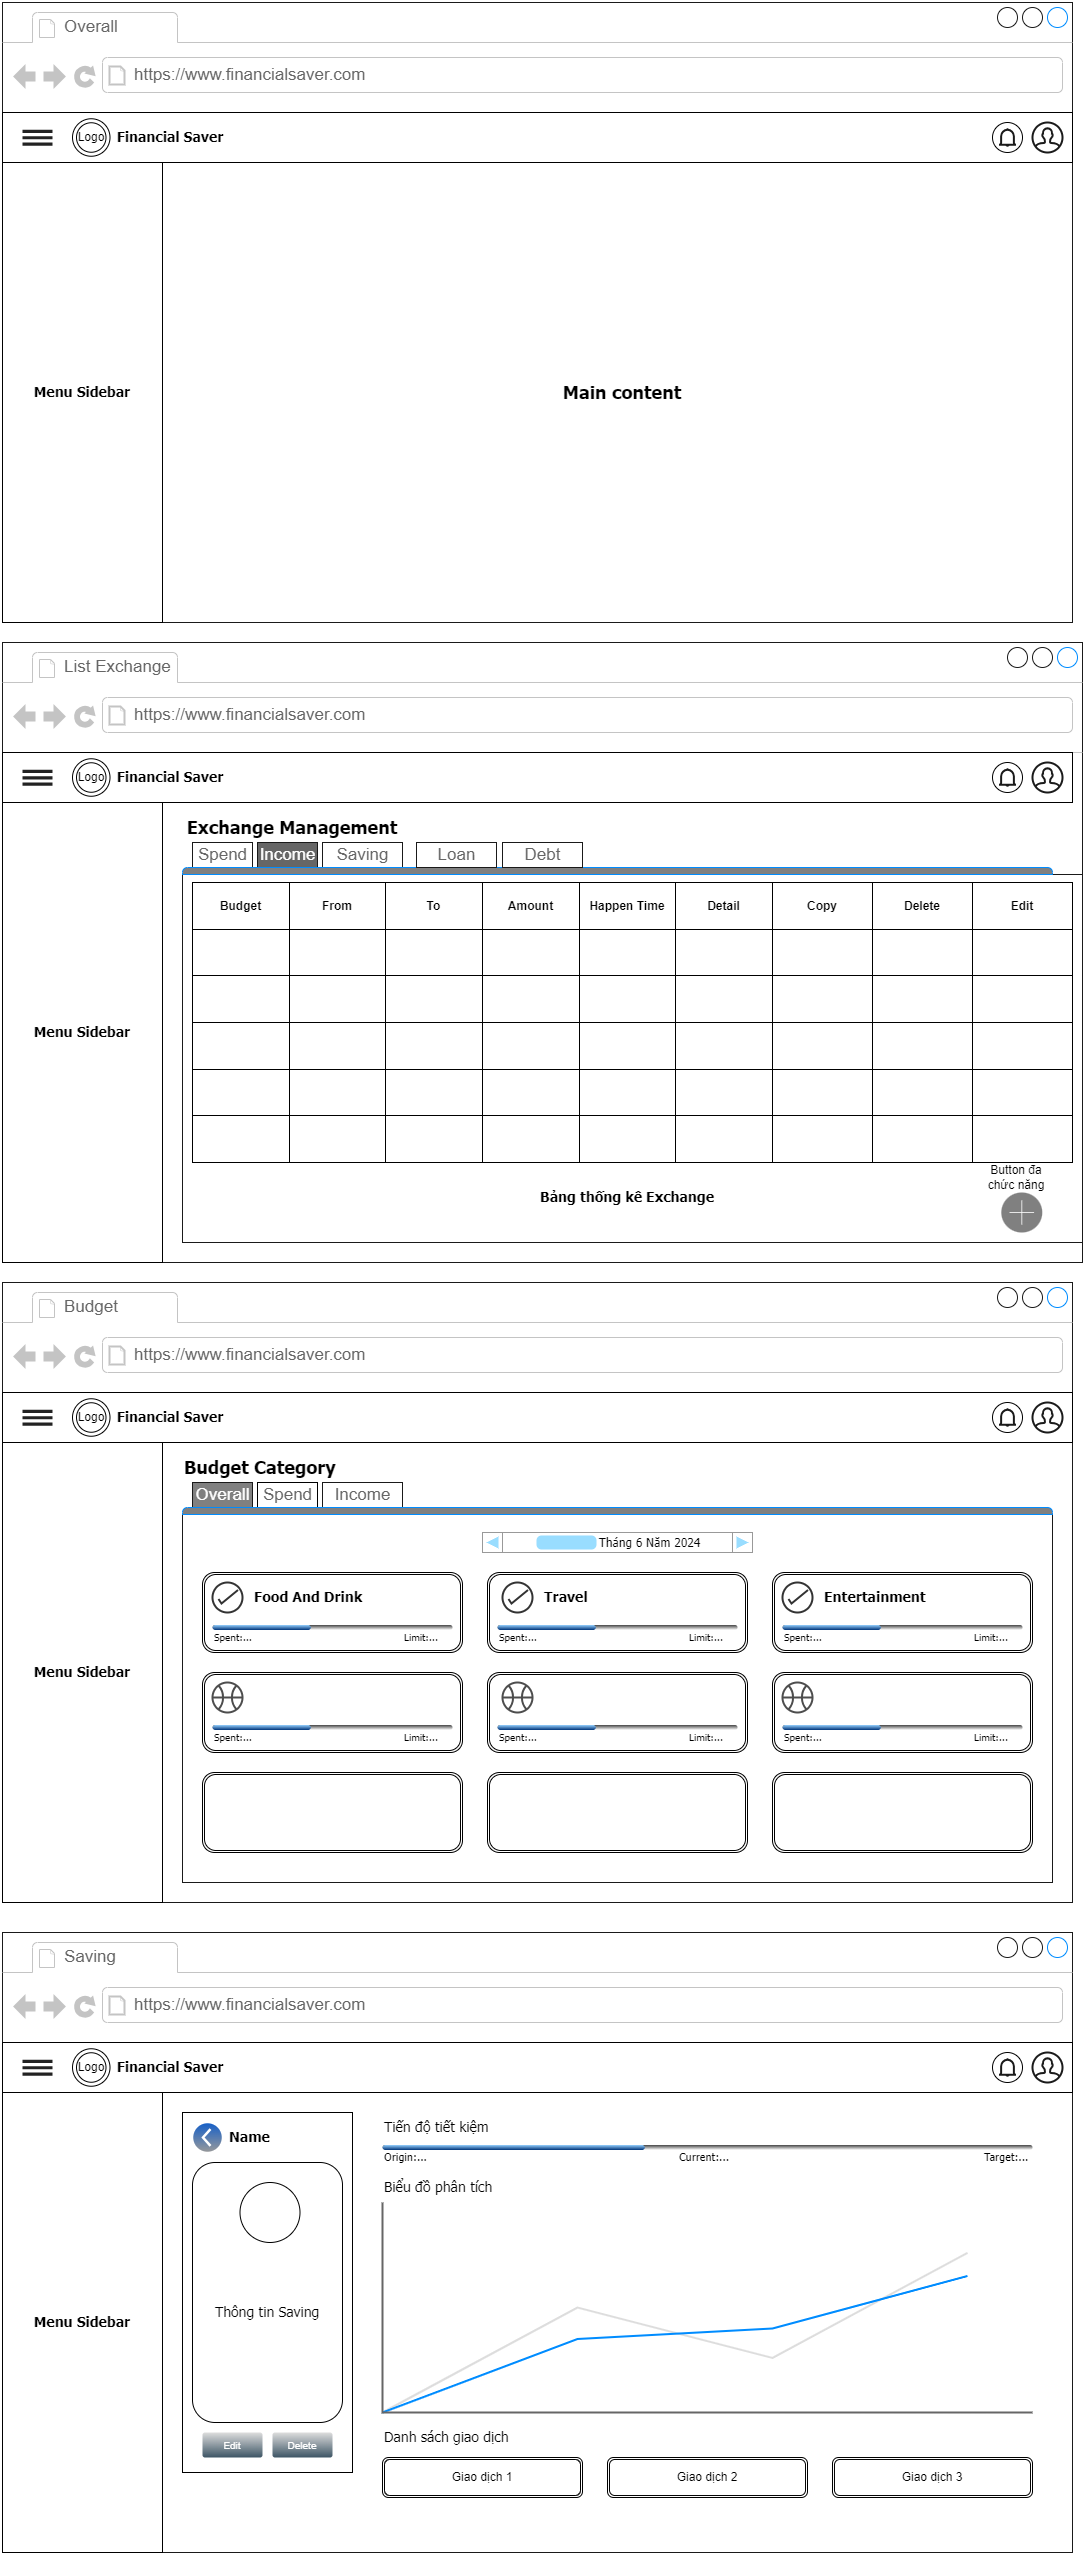 Overall
https://www.financialsaver.com
Logo Financial Saver
Menu Sidebar
Main content
List Exchange
https://www.financialsaver.com
Logo Financial Saver
Menu Sidebar
Exchange Management
Spend Income Saving Loan Debt
Budget From To Amount Happen Time Detail Copy Delete Edit
Bảng thống kê Exchange
Button đa
chức năng
Budget
https://www.financialsaver.com
Logo Financial Saver
Menu Sidebar
Budget Category
Overall Spend Income
Tháng 6 Năm 2024
Food And Drink Travel Entertainment
Spent:... Limit:... Spent:... Limit:... Spent:... Limit:...
Spent:... Limit:... Spent:... Limit:... Spent:... Limit:...
Saving
https://www.financialsaver.com
Logo Financial Saver
Menu Sidebar
Name
Thông tin Saving
Edit Delete
Tiến độ tiết kiệm
Origin:... Current:... Target:...
Biểu đồ phân tích
Danh sách giao dịch
Giao dịch 1 Giao dịch 2 Giao dịch 3